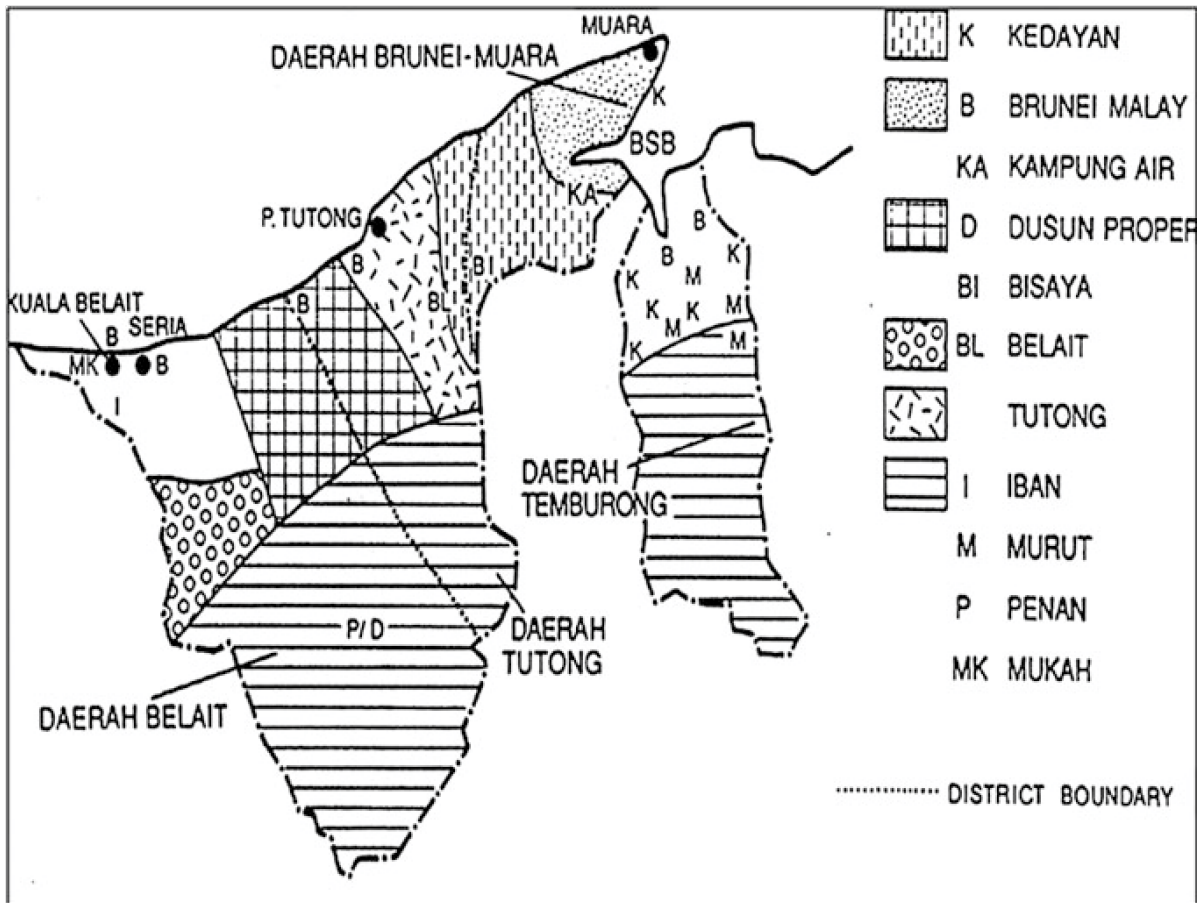 MUARA
DAERAH BRUNEI-MUARA
K
BSB
KA
P. TUTONG
B
B
BL
B
B
K
B
M
K
K
K
M
M
K
M
KUALA BELAIT
B
SERIA
MK
B
I
DAERAH
TEMBURONG
P/D
DAERAH
TUTONG
DAERAH BELAIT
K KEDAYAN
B BRUNEI MALAY
KA KAMPUNG AIR
D DUSUN PROPER
BI BISAYA
BL BELAIT
TUTONG
I IBAN
M MURUT
P PENAN
MK MUKAH
DISTRICT BOUNDARY